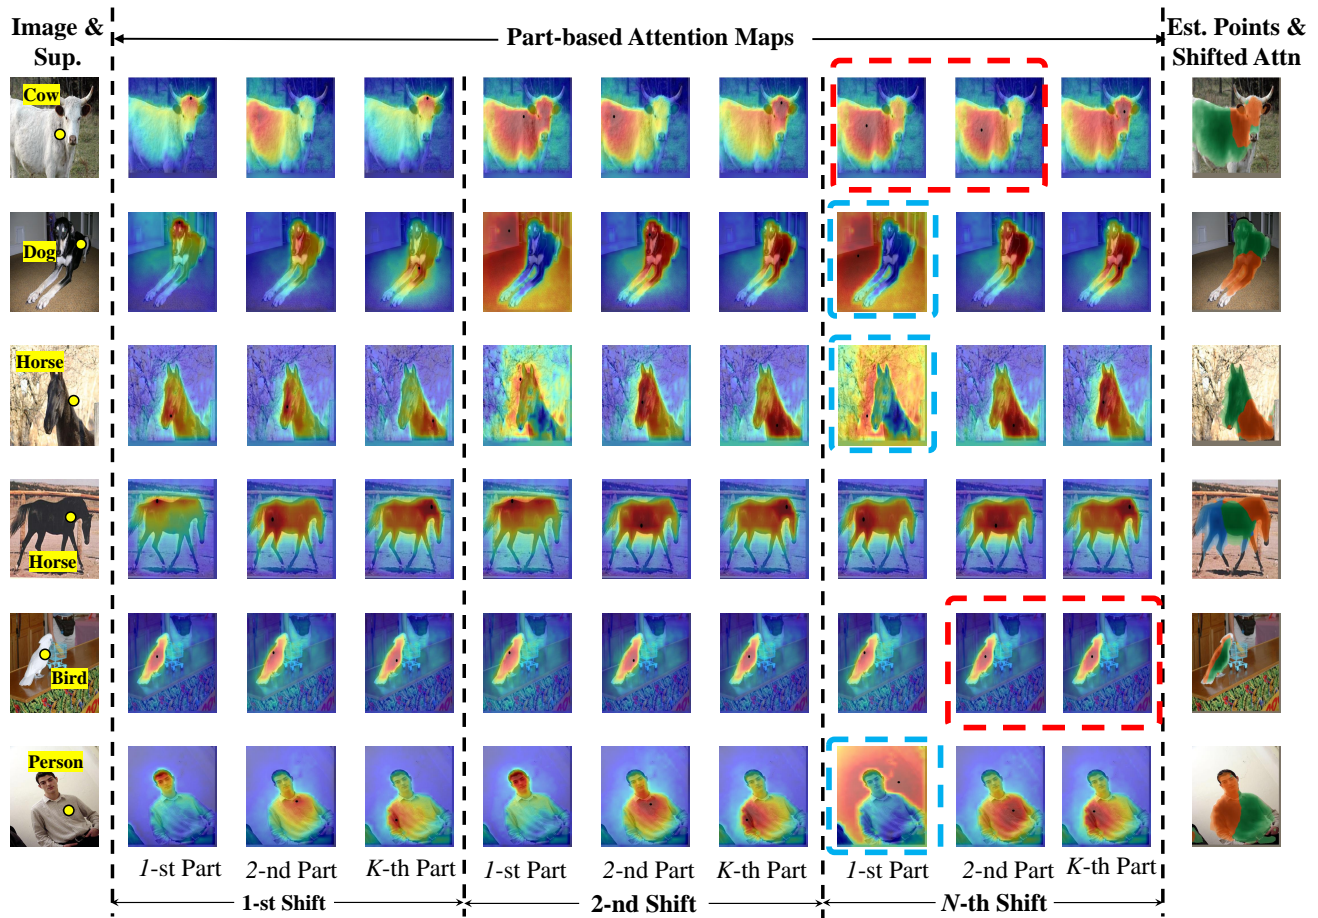 Image &
Sup.
Part-based Attention Maps
Est. Points &
Shifted Attn
Cow
Dog
Horse
Horse
Bird
Person
1-st Part
2-nd Part
K-th Part
1-st Part
2-nd Part
K-th Part
1-st Part
2-nd Part
K-th Part
1-st Shift
2-nd Shift
N-th Shift